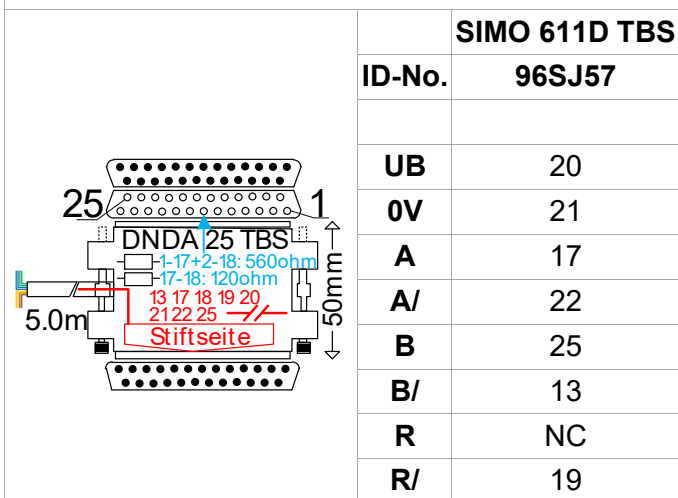 SIMO 611D TBS
ID-No. 96SJ57
UB 20
0V 21
A 17
A/ 22
B 25
B/ 13
R NC
R/ 19
25 1
DNDA 25 TBS
1-17+2-18: 560ohm
17-18: 120ohm
13 17 18 19 20
21 22 25
Stiftseite
5.0m
50mm